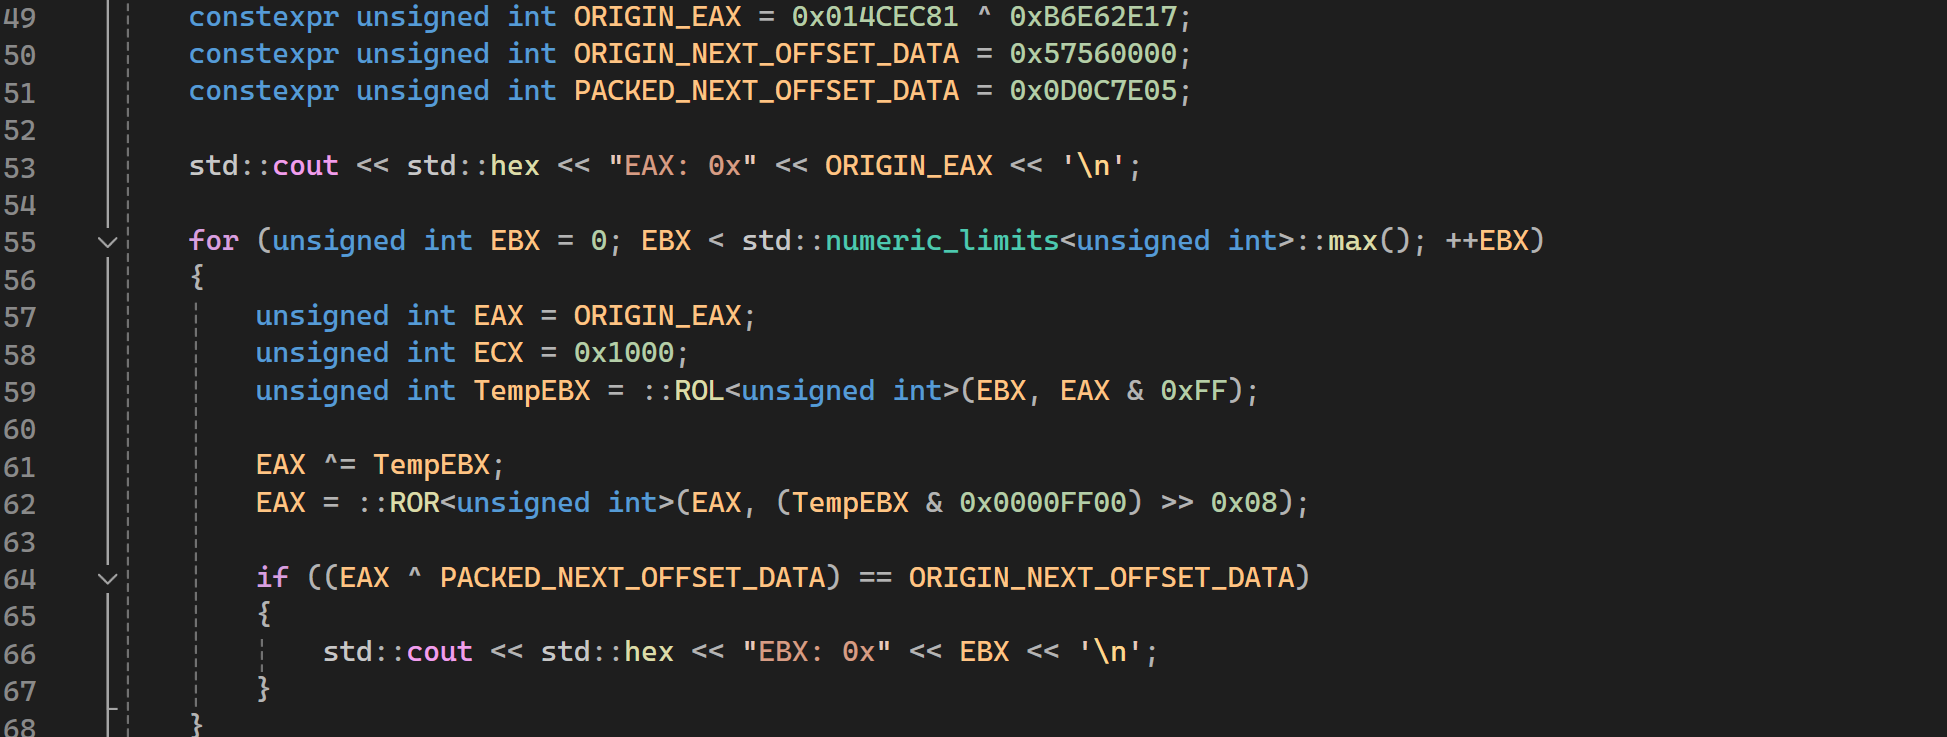 49 constexpr unsigned int ORIGIN_EAX = 0x014CEC81 ^ 0xB6E62E17;
50 constexpr unsigned int ORIGIN_NEXT_OFFSET_DATA = 0x57560000;
51 constexpr unsigned int PACKED_NEXT_OFFSET_DATA = 0x0D0C7E05;
52
53 std::cout << std::hex << "EAX: 0x" << ORIGIN_EAX << '\n';
54
55 for (unsigned int EBX = 0; EBX < std::numeric_limits<unsigned int>::max(); ++EBX)
56 {
57 unsigned int EAX = ORIGIN_EAX;
58 unsigned int ECX = 0x1000;
59 unsigned int TempEBX = ::ROL<unsigned int>(EBX, EAX & 0xFF);
60
61 EAX ^= TempEBX;
62 EAX = ::ROR<unsigned int>(EAX, (TempEBX & 0x0000FF00) >> 0x08);
63
64 if ((EAX ^ PACKED_NEXT_OFFSET_DATA) == ORIGIN_NEXT_OFFSET_DATA)
65 {
66 std::cout << std::hex << "EBX: 0x" << EBX << '\n';
67 }
68 }